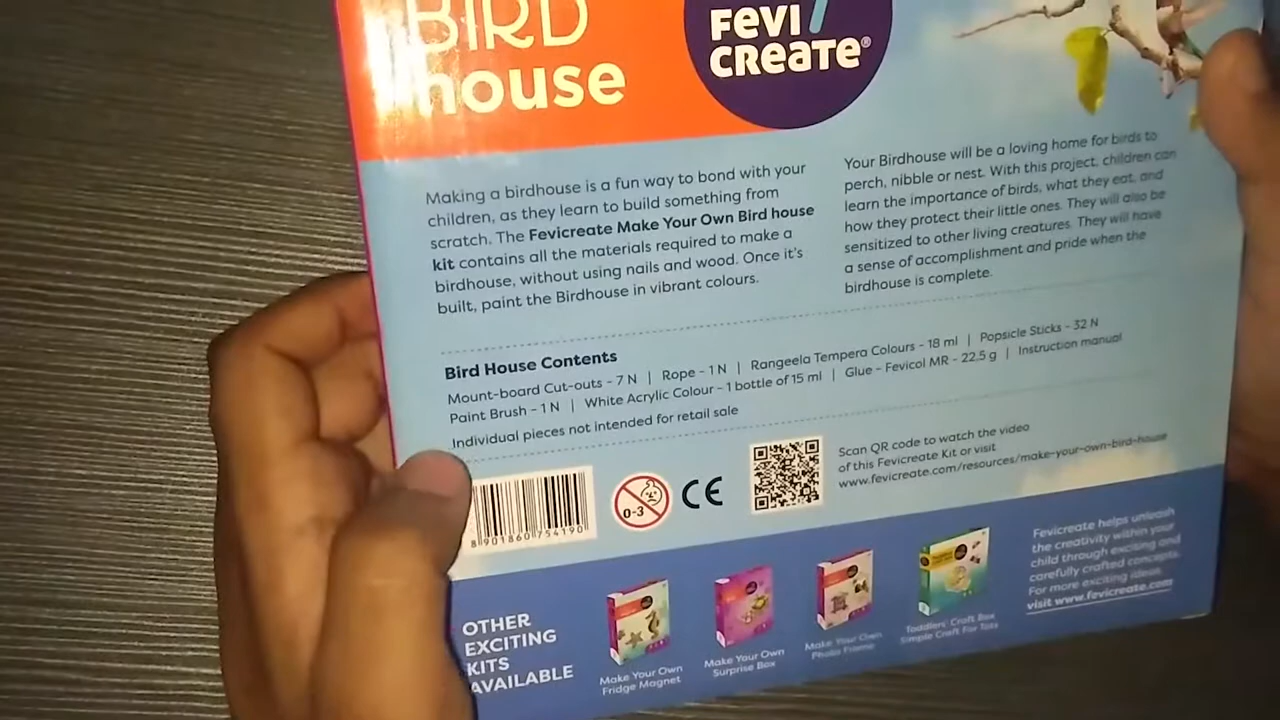 BIRD
house
FEVI
CREATE®
Making a birdhouse is a fun way to bond with your
children, as they learn to build something from
scratch. The Fevicreate Make Your Own Bird house
kit contains all the materials required to make a
birdhouse, without using nails and wood. Once it's
built, paint the Birdhouse in vibrant colours.
Your Birdhouse will be a loving home for birds to
perch, nibble or nest. With this project, children can
learn the importance of birds, what they eat, and
how they protect their little ones. They will also be
sensitized to other living creatures. They will have
a sense of accomplishment and pride when the
birdhouse is complete.
Bird House Contents
Mount-board Cut-outs - 7 N | Rope - 1 N | Rangeela Tempera Colours - 18 ml | Popsicle Sticks - 32 N
Paint Brush - 1 N | White Acrylic Colour - 1 bottle of 15 ml | Glue - Fevicol MR - 22.5 g | Instruction manual
Individual pieces not intended for retail sale
8 901860 754190
0-3
CE
Scan QR code to watch the video
of this Fevicreate Kit or visit
www.fevicreate.com/resources/make-your-own-bird-house
OTHER
EXCITING
KITS
AVAILABLE
Make Your Own
Fridge Magnet
Make Your Own
Surprise Box
Make Your Own
Photo Frame
Toddlers' Craft Box
Simple Craft For Tots
Fevicreate helps unleash
the creativity within your
child through exciting and
carefully crafted concepts.
For more exciting ideas,
visit www.fevicreate.com